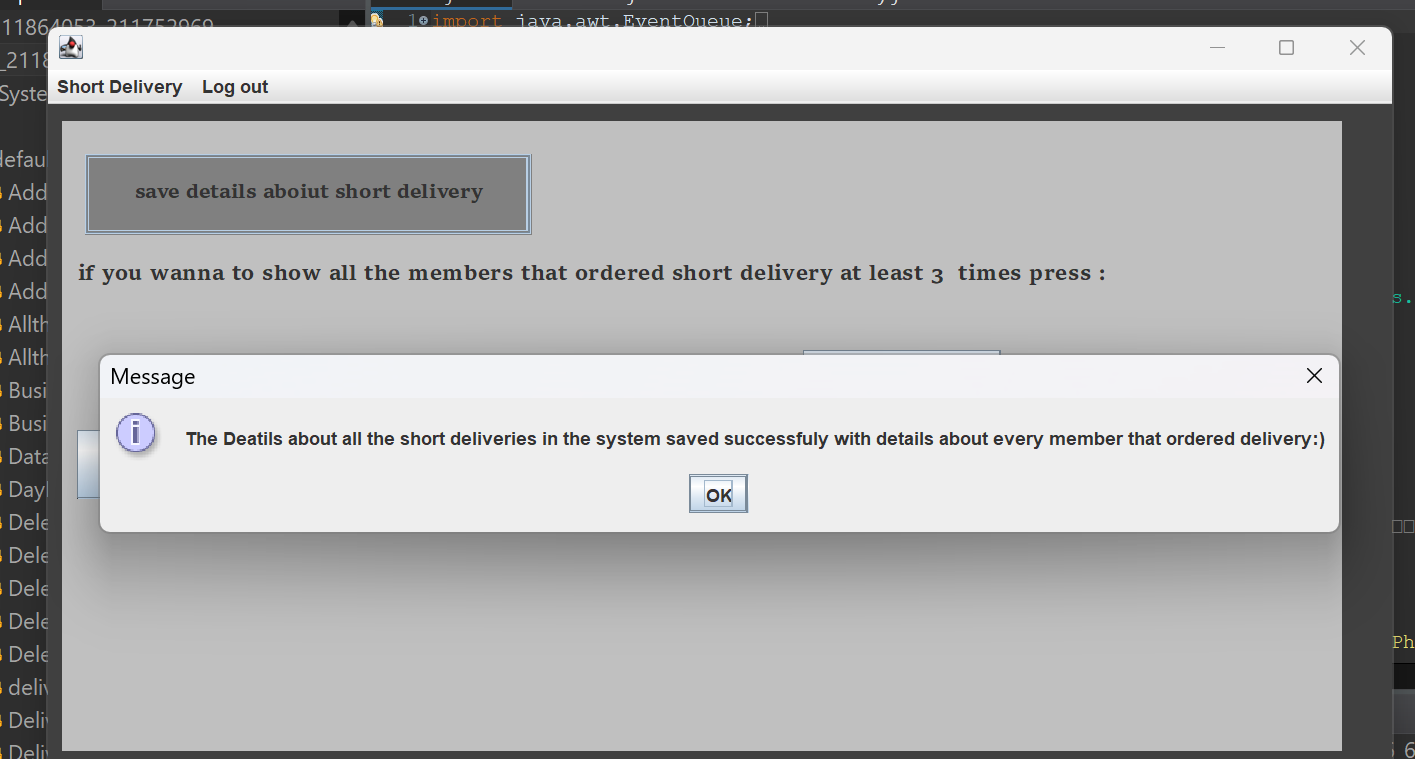 11864053_211752969
1 import java.awt.EventQueue;
_2118
Syste
Short Delivery Log out
defau
Add
save details aboiut short delivery
Add
Add
if you wanna to show all the members that ordered short delivery at least 3 times press :
Add
s.
Allth
Allth
Message
Busi
Busi
The Deatils about all the short deliveries in the system saved successfuly with details about every member that ordered delivery:)
Data
Dayl
OK
Dele
Dele
Dele
Dele
Ph
Dele
deliv
Deliv
Deliv
6